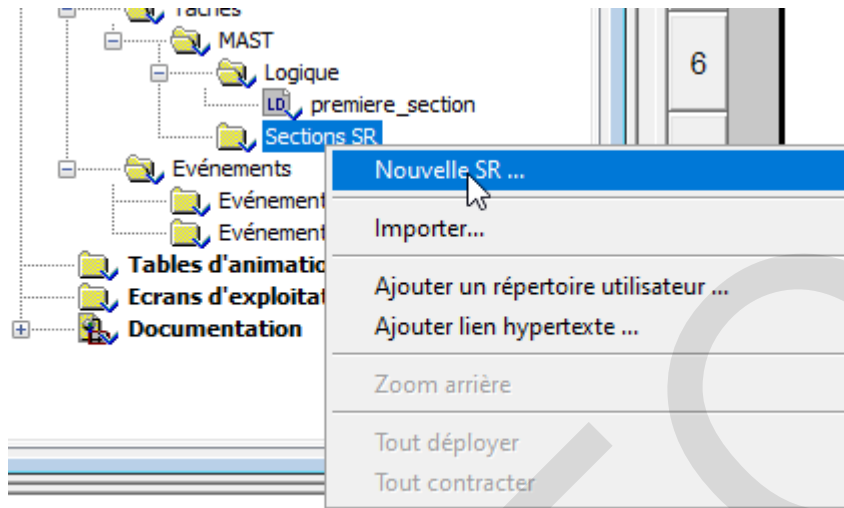 Tâches
MAST
Logique
LD premiere_section
Sections SR
Evénements
Evénement
Evénement
Tables d'animatio
Ecrans d'exploitat
Documentation
6
Nouvelle SR ...
Importer...
Ajouter un répertoire utilisateur ...
Ajouter lien hypertexte ...
Zoom arrière
Tout déployer
Tout contracter